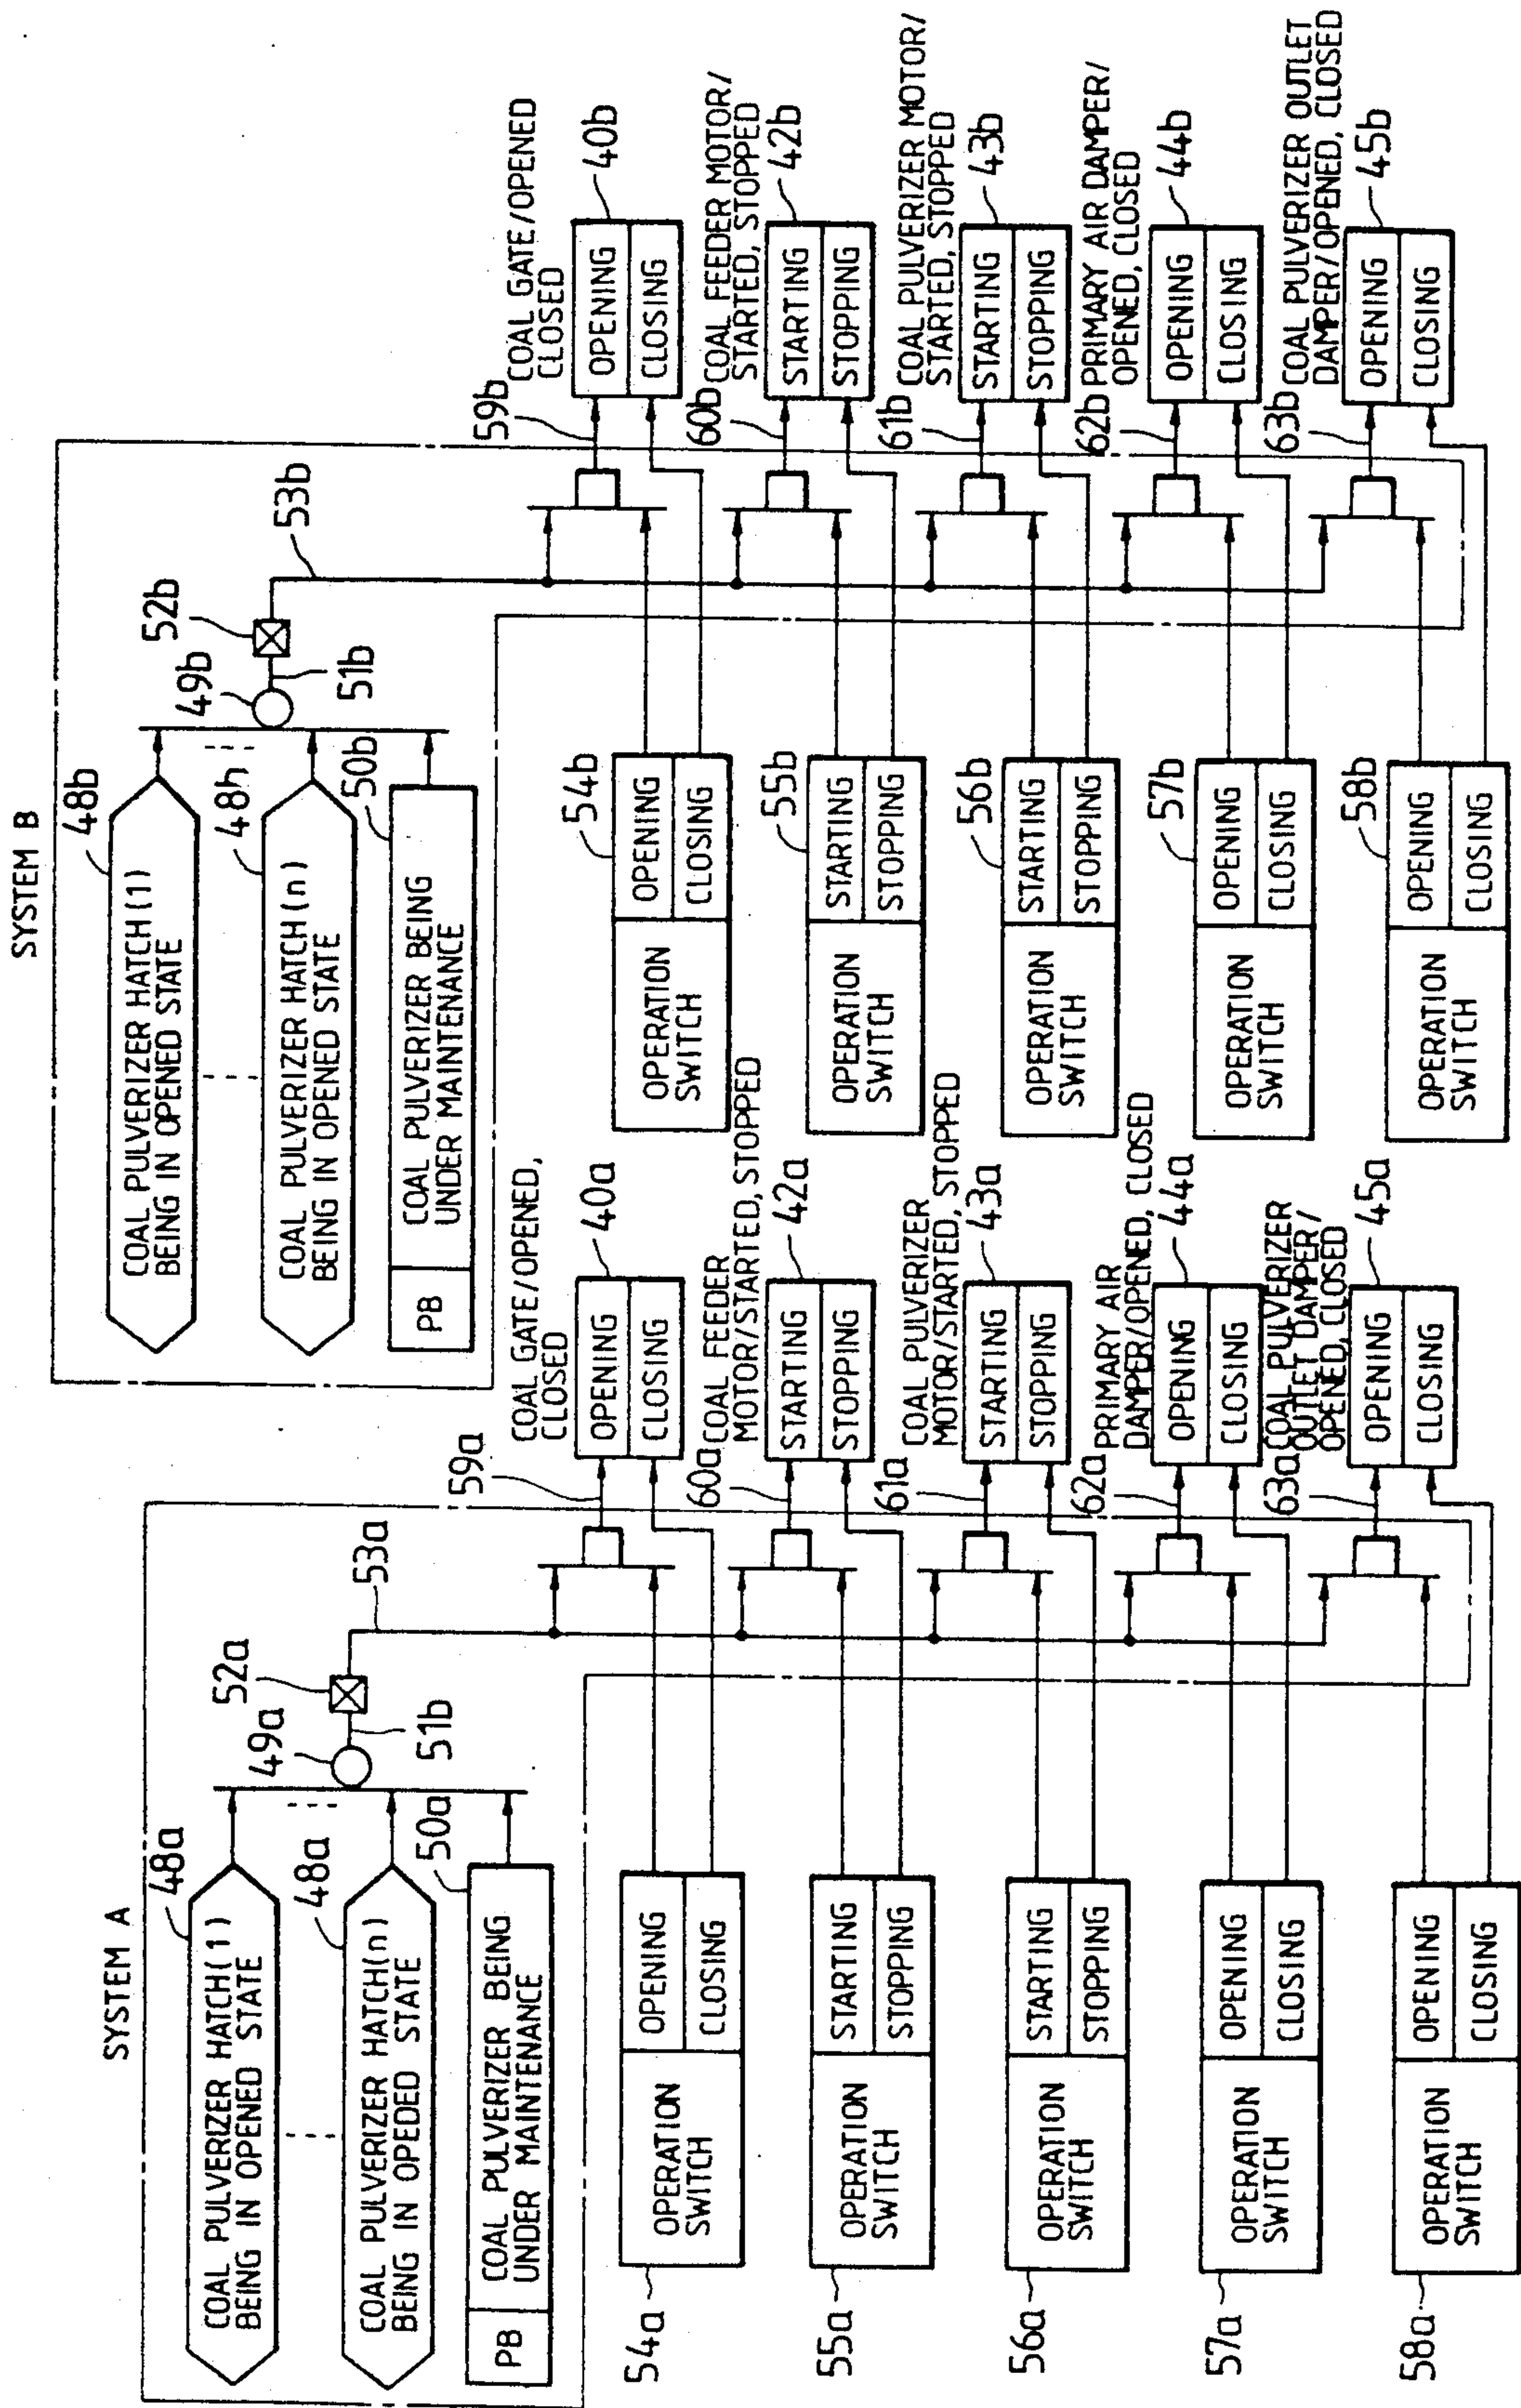 SYSTEM A
COAL PULVERIZER HATCH(1)
BEING IN OPENED STATE
48a
COAL PULVERIZER HATCH(n)
BEING IN OPEDED STATE
48a
PB
COAL PULVERIZER BEING
UNDER MAINTENANCE
50a
49a
51b
52a
53a
54a
OPERATION
SWITCH
OPENING
CLOSING
59a
COAL GATE/OPENED,
CLOSED
OPENING
CLOSING
40a
55a
OPERATION
SWITCH
STARTING
STOPPING
60a
COAL FEEDER
MOTOR/STARTED, STOPPED
STARTING
STOPPING
42a
56a
OPERATION
SWITCH
STARTING
STOPPING
61a
COAL PULVERIZER
MOTOR/STARTED, STOPPED
STARTING
STOPPING
43a
57a
OPERATION
SWITCH
OPENING
CLOSING
62a
PRIMARY AIR
DAMPER/OPENED, CLOSED
OPENING
CLOSING
44a
58a
OPERATION
SWITCH
OPENING
CLOSING
63a
COAL PULVERIZER
OUTLET DAMPER/
OPENED, CLOSED
OPENING
CLOSING
45a
SYSTEM B
COAL PULVERIZER HATCH(1)
BEING IN OPENED STATE
48b
COAL PULVERIZER HATCH(n)
BEING IN OPENED STATE
48h
PB
COAL PULVERIZER BEING
UNDER MAINTENANCE
50b
49b
51b
52b
53b
54b
OPERATION
SWITCH
OPENING
CLOSING
59b
COAL GATE/OPENED
CLOSED
OPENING
CLOSING
40b
55b
OPERATION
SWITCH
STARTING
STOPPING
60b
COAL FEEDER MOTOR/
STARTED, STOPPED
STARTING
STOPPING
42b
56b
OPERATION
SWITCH
STARTING
STOPPING
61b
COAL PULVERIZER MOTOR/
STARTED, STOPPED
STARTING
STOPPING
43b
57b
OPERATION
SWITCH
OPENING
CLOSING
62b
PRIMARY AIR DAMPER/
OPENED, CLOSED
OPENING
CLOSING
44b
58b
OPERATION
SWITCH
OPENING
CLOSING
63b
COAL PULVERIZER OUTLET
DAMPER/OPENED, CLOSED
OPENING
CLOSING
45b